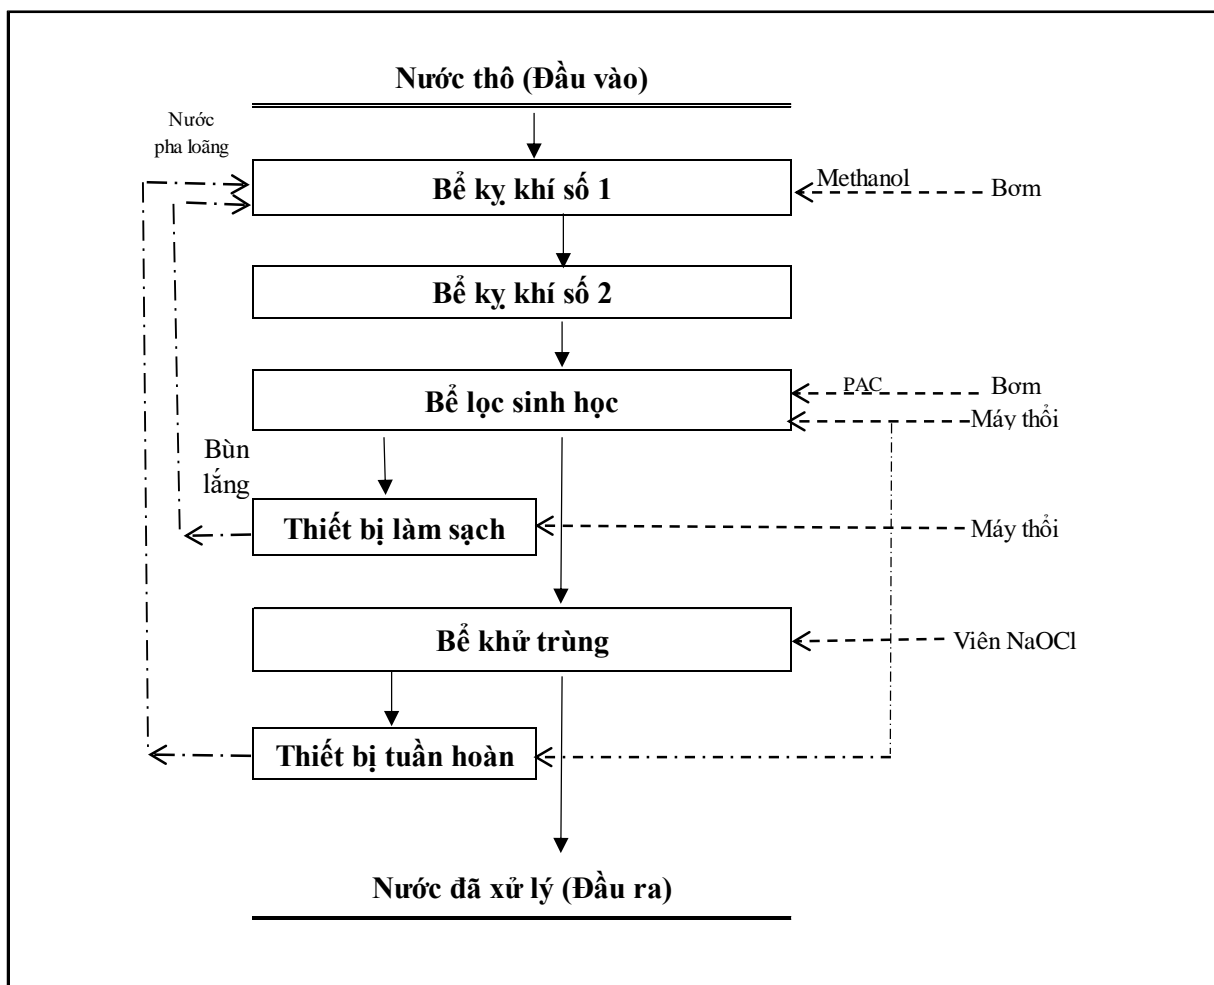 Nước thô (Đầu vào)
Nước
pha loãng
Bể kỵ khí số 1
Methanol
Bơm
Bể kỵ khí số 2
Bể lọc sinh học
PAC
Bơm
Máy thổi
Bùn
lắng
Thiết bị làm sạch
Máy thổi
Bể khử trùng
Viên NaOCl
Thiết bị tuần hoàn
Nước đã xử lý (Đầu ra)